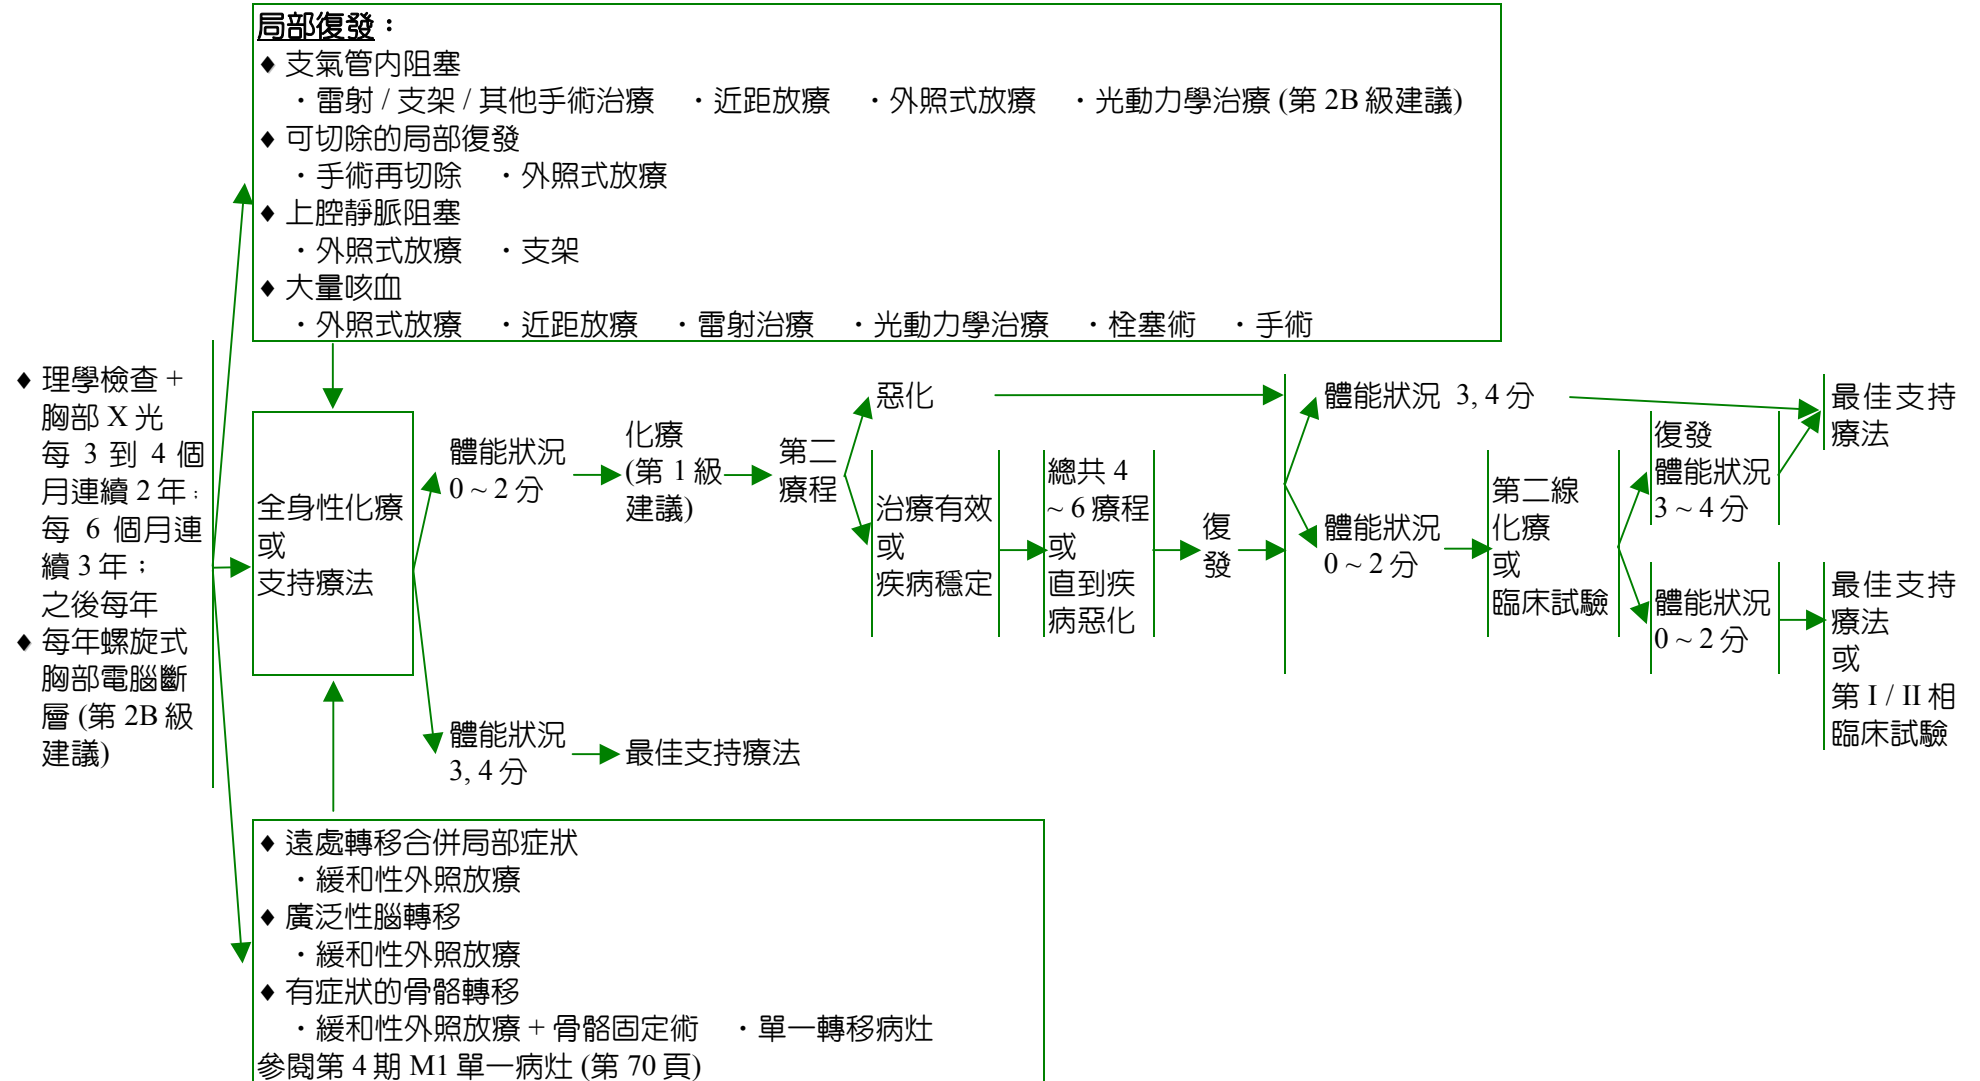 局部復發：
♦ 支氣管內阻塞
・雷射 / 支架 / 其他手術治療 ・近距放療 ・外照式放療 ・光動力學治療 (第 2B 級建議)
♦ 可切除的局部復發
・手術再切除 ・外照式放療
♦ 上腔靜脈阻塞
・外照式放療 ・支架
♦ 大量咳血
・外照式放療 ・近距放療 ・雷射治療 ・光動力學治療 ・栓塞術 ・手術
♦ 理學檢查 +
胸部 X 光
每 3 到 4 個
月連續 2 年；
每 6 個月連
續 3 年；
之後每年
♦ 每年螺旋式
胸部電腦斷
層 (第 2B 級
建議)
全身性化療
或
支持療法
體能狀況
0 ~ 2 分
化療
(第 1 級
建議)
第二
療程
惡化
治療有效
或
疾病穩定
總共 4
~ 6 療程
或
直到疾
病惡化
復
發
體能狀況 3, 4 分
體能狀況
0 ~ 2 分
第二線
化療
或
臨床試驗
復發
體能狀況
3 ~ 4 分
體能狀況
0 ~ 2 分
最佳支持
療法
最佳支持
療法
或
第 I / II 相
臨床試驗
體能狀況
3, 4 分
最佳支持療法
♦ 遠處轉移合併局部症狀
・緩和性外照放療
♦ 廣泛性腦轉移
・緩和性外照放療
♦ 有症狀的骨骼轉移
・緩和性外照放療 + 骨骼固定術 ・單一轉移病灶
參閱第 4 期 M1 單一病灶 (第 70 頁)